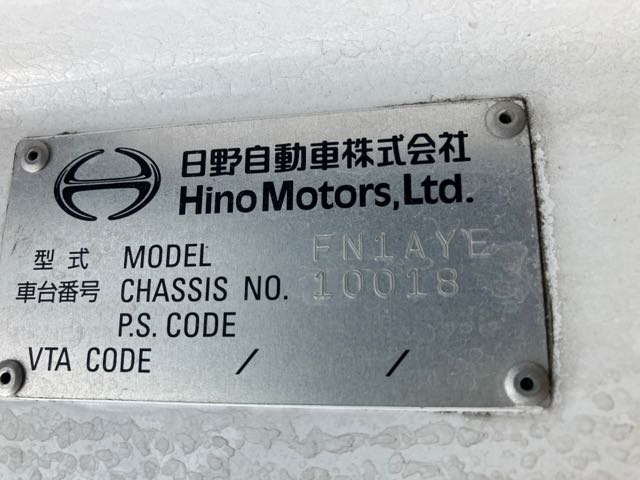 日野自動車株式会社
Hino Motors, Ltd.
型式 MODEL FN1AYE
車台番号 CHASSIS NO. 10018
P.S. CODE
VTA CODE / /